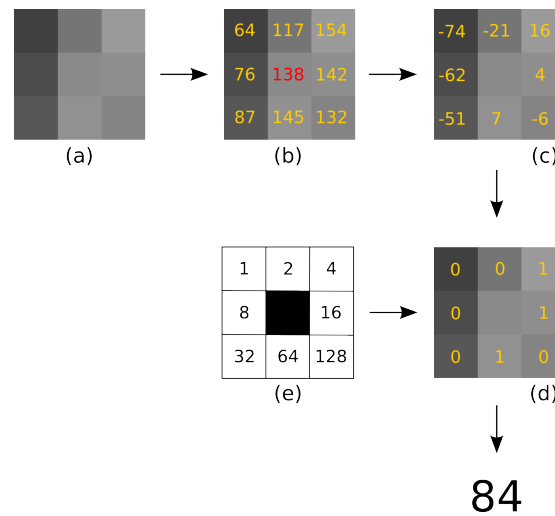 64 117 154 -74 -21 16
76 138 142 -62 4
87 145 132 -51 7 -6
(a) (b) (c)
1 2 4 0 0 1
8 16 0 1
32 64 128 0 1 0
(e) (d)
84